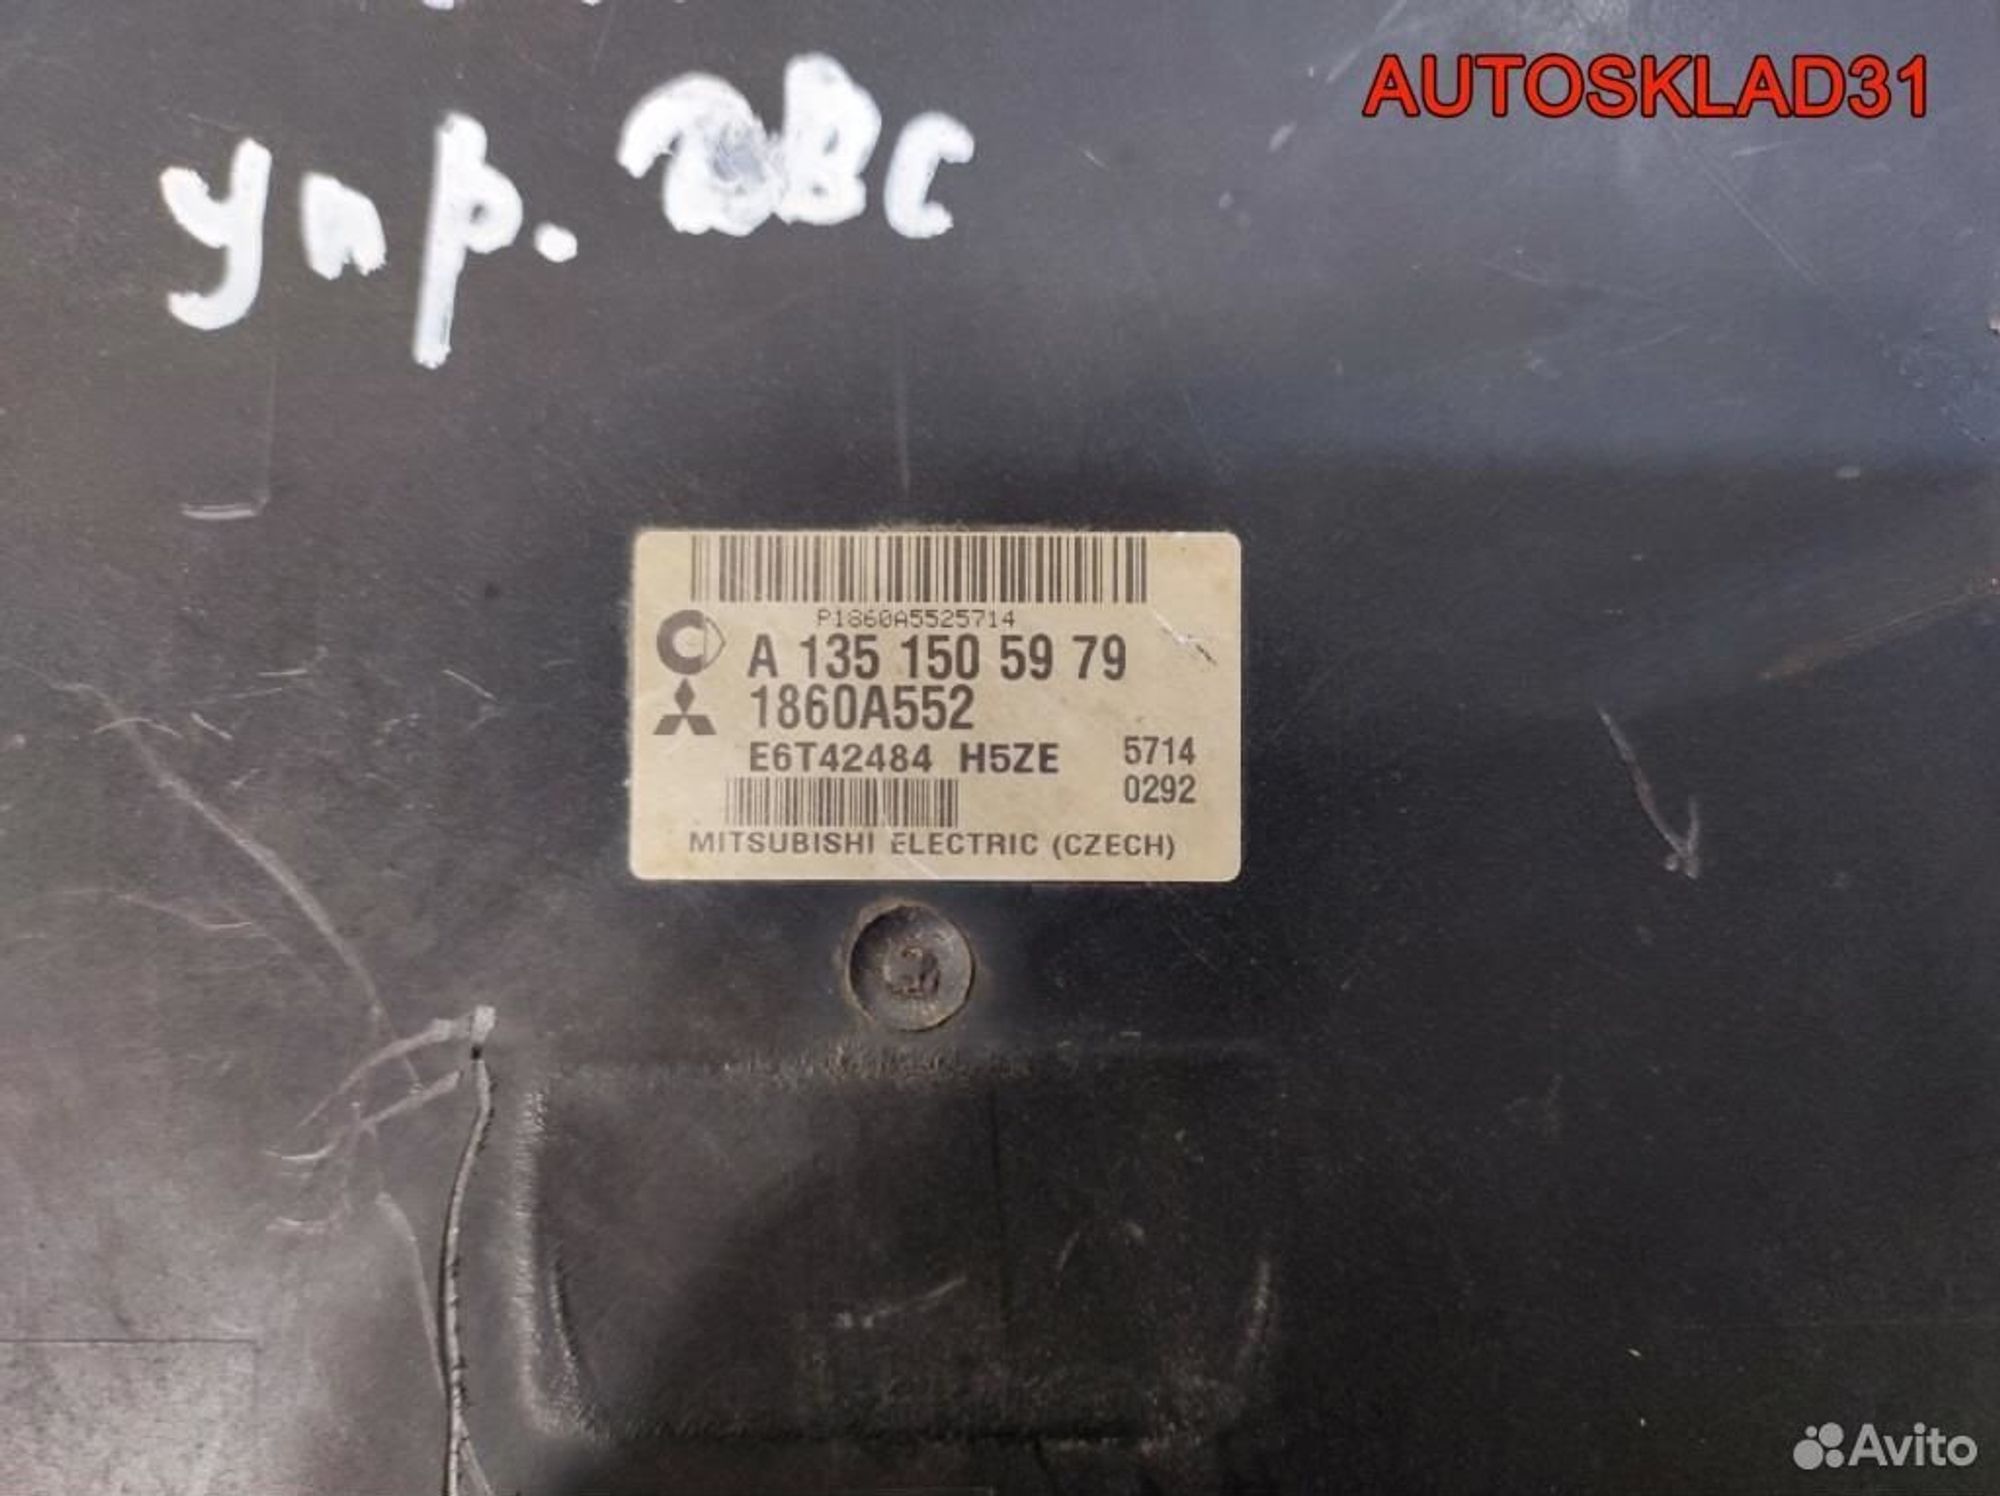 AUTOSKLAD31
упр. ДВС
P1860A5525714
A 135 150 59 79
1860A552
E6T42484 H5ZE 5714
0292
MITSUBISHI ELECTRIC (CZECH)
Avito